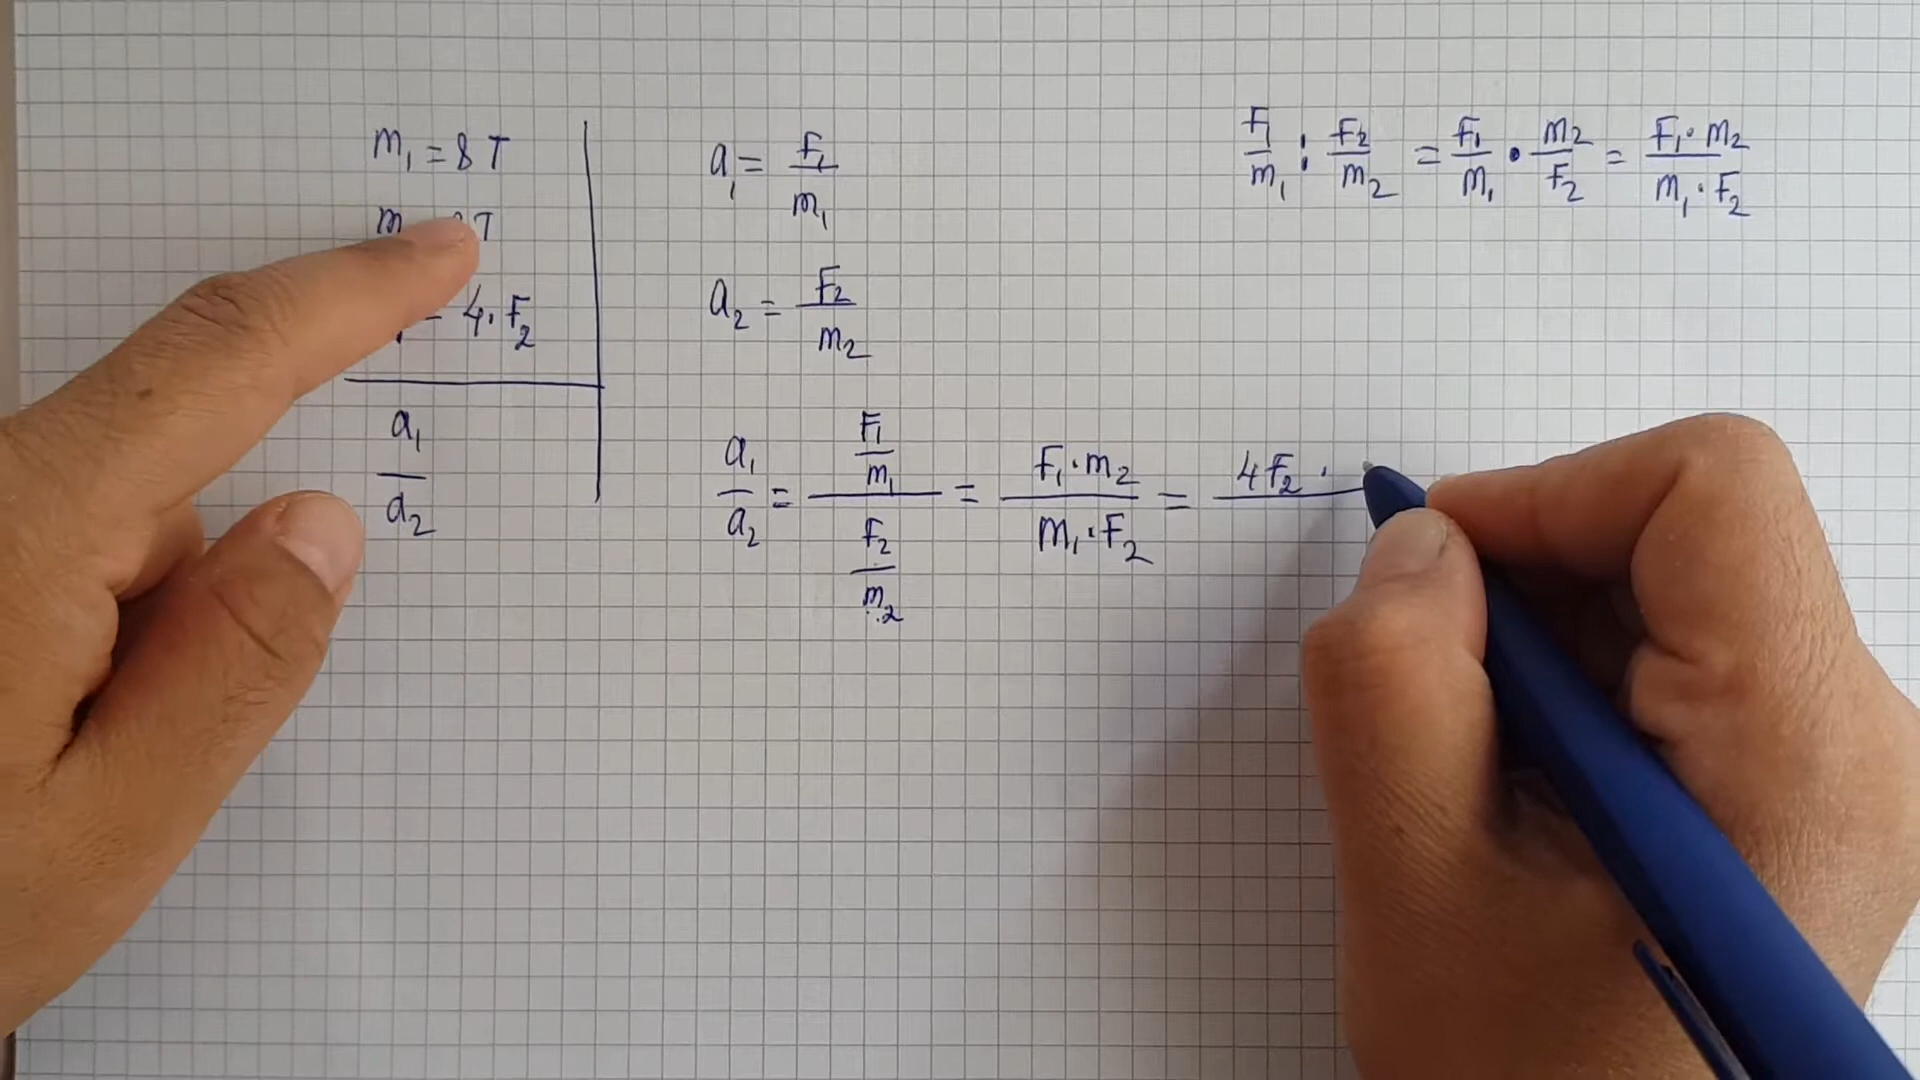 m₁ = 8 T
m T
4 · F₂
a₁/a₂
a₁ = F₁/m₁
a₂ = F₂/m₂
a₁/a₂ = (F₁/m₁)/(F₂/m₂) = (F₁ · m₂)/(m₁ · F₂) = 4F₂ ·
F₁/m₁ : F₂/m₂ = F₁/m₁ · m₂/F₂ = (F₁ · m₂)/(m₁ · F₂)